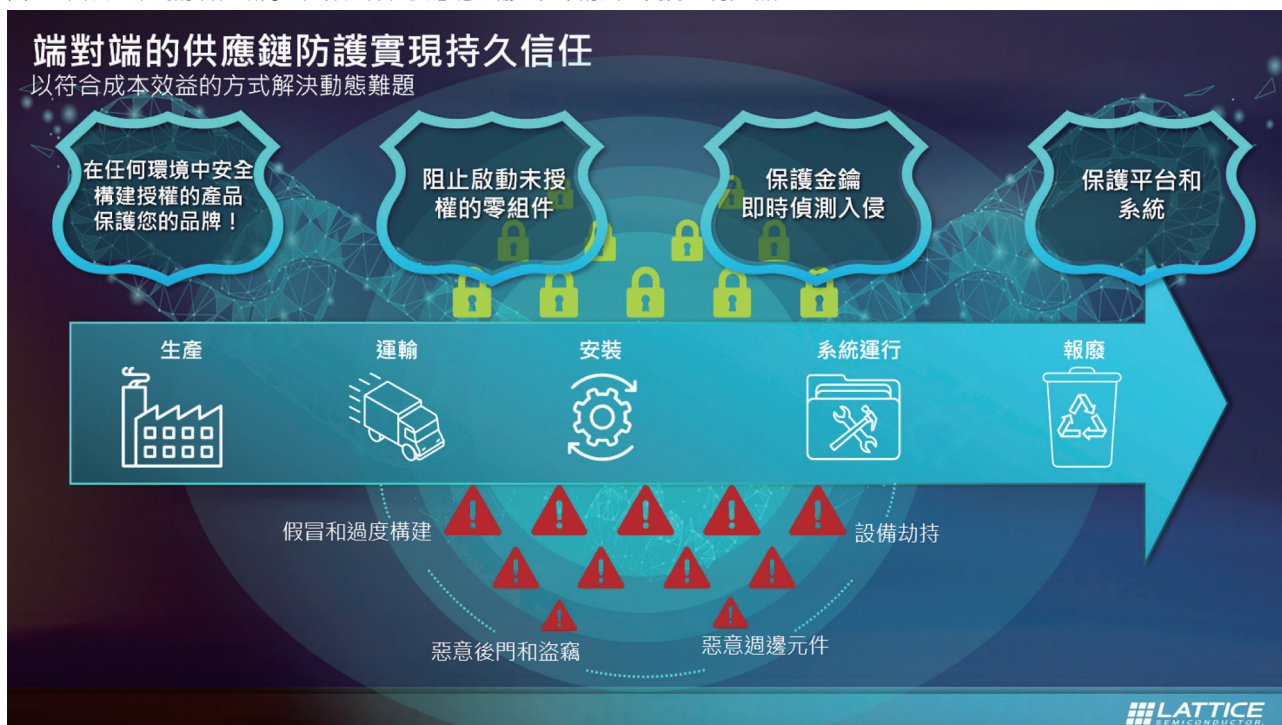 端對端的供應鏈防護實現持久信任
以符合成本效益的方式解決動態難題
在任何環境中安全
構建授權的產品
保護您的品牌！
阻止啟動未授
權的零組件
保護金鑰
即時偵測入侵
保護平台和
系統
生產
運輸
安裝
系統運行
報廢
假冒和過度構建
設備劫持
惡意後門和盜竊
惡意週邊元件
LATTICE
SEMICONDUCTOR.